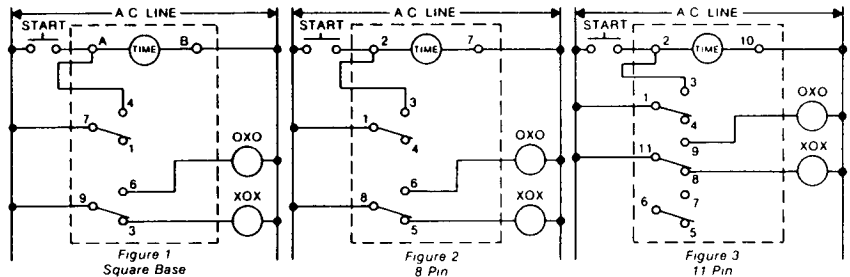 A C LINE
START
A
TIME
B
4
7
1
OXO
6
XOX
9
3
Figure 1
Square Base
A C LINE
START
2
TIME
7
3
1
4
OXO
6
XOX
8
5
Figure 2
8 Pin
A C LINE
START
2
TIME
10
3
OXO
1
4
9
XOX
11
8
7
6
5
Figure 3
11 Pin